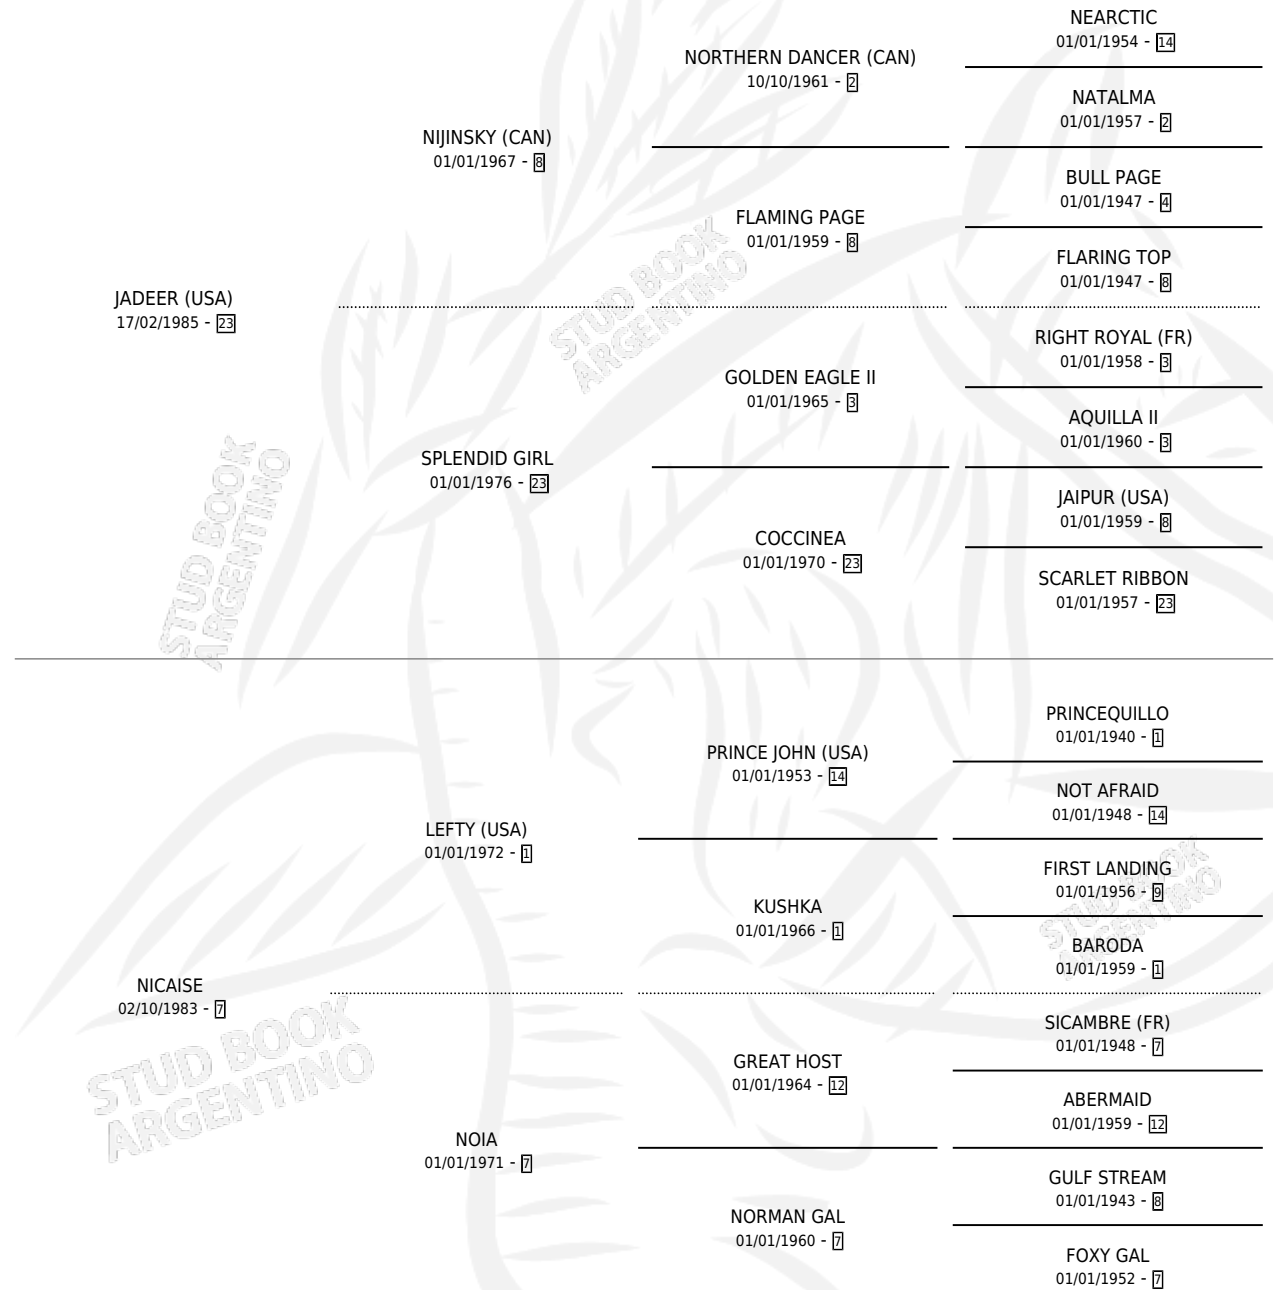 NEARCTIC
01/01/1954 - 14
NORTHERN DANCER (CAN)
10/10/1961 - 2
NATALMA
01/01/1957 - 2
NIJINSKY (CAN)
01/01/1967 - 8
BULL PAGE
01/01/1947 - 4
FLAMING PAGE
01/01/1959 - 8
FLARING TOP
01/01/1947 - 8
JADEER (USA)
17/02/1985 - 23
STUD BOOK
ARGENTINO
RIGHT ROYAL (FR)
01/01/1958 - 3
GOLDEN EAGLE II
01/01/1965 - 3
AQUILLA II
01/01/1960 - 3
SPLENDID GIRL
01/01/1976 - 23
JAIPUR (USA)
01/01/1959 - 8
COCCINEA
01/01/1970 - 23
SCARLET RIBBON
01/01/1957 - 23
STUD BOOK
ARGENTINO
PRINCEQUILLO
01/01/1940 - 1
PRINCE JOHN (USA)
01/01/1953 - 14
NOT AFRAID
01/01/1948 - 14
LEFTY (USA)
01/01/1972 - 1
FIRST LANDING
01/01/1956 - 9
KUSHKA
01/01/1966 - 1
STUD BOOK
ARGENTINO
BARODA
01/01/1959 - 1
NICAISE
02/10/1983 - 7
SICAMBRE (FR)
01/01/1948 - 7
STUD BOOK
ARGENTINO
GREAT HOST
01/01/1964 - 12
ABERMAID
01/01/1959 - 12
NOIA
01/01/1971 - 7
GULF STREAM
01/01/1943 - 8
NORMAN GAL
01/01/1960 - 7
FOXY GAL
01/01/1952 - 7